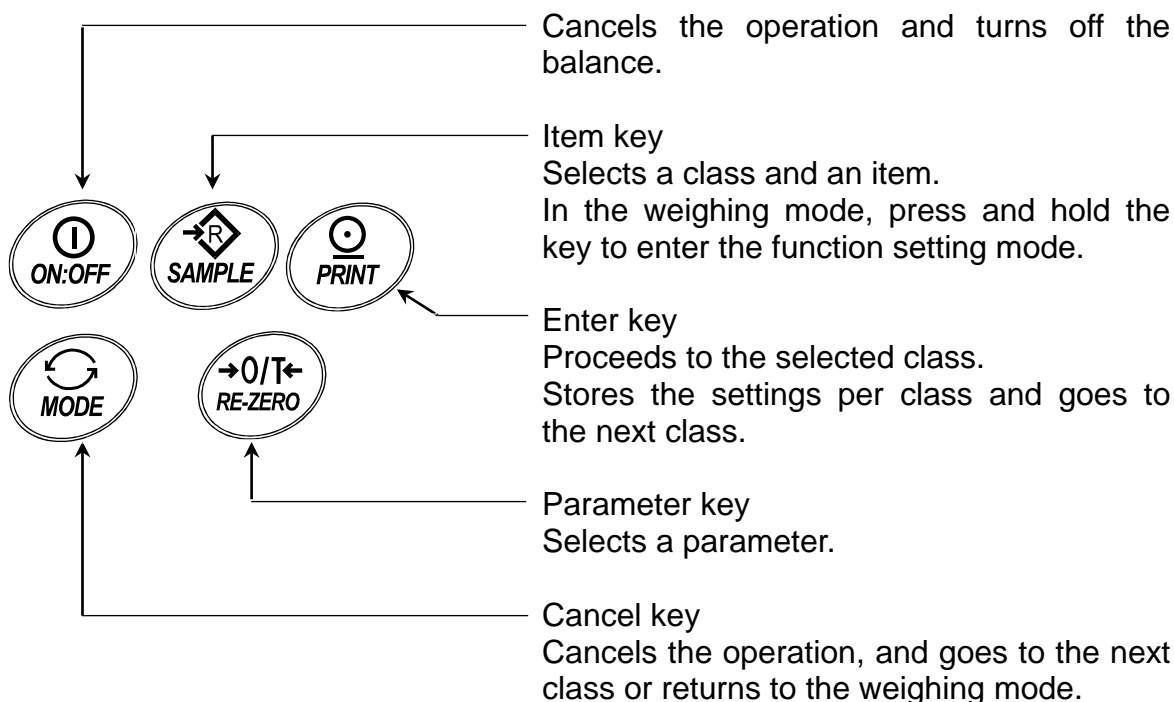 Cancels the operation and turns off the
balance.
Item key
Selects a class and an item.
In the weighing mode, press and hold the
key to enter the function setting mode.
ON:OFF
R
SAMPLE
PRINT
Enter key
Proceeds to the selected class.
Stores the settings per class and goes to
the next class.
MODE
→0/T←
RE-ZERO
Parameter key
Selects a parameter.
Cancel key
Cancels the operation, and goes to the next
class or returns to the weighing mode.